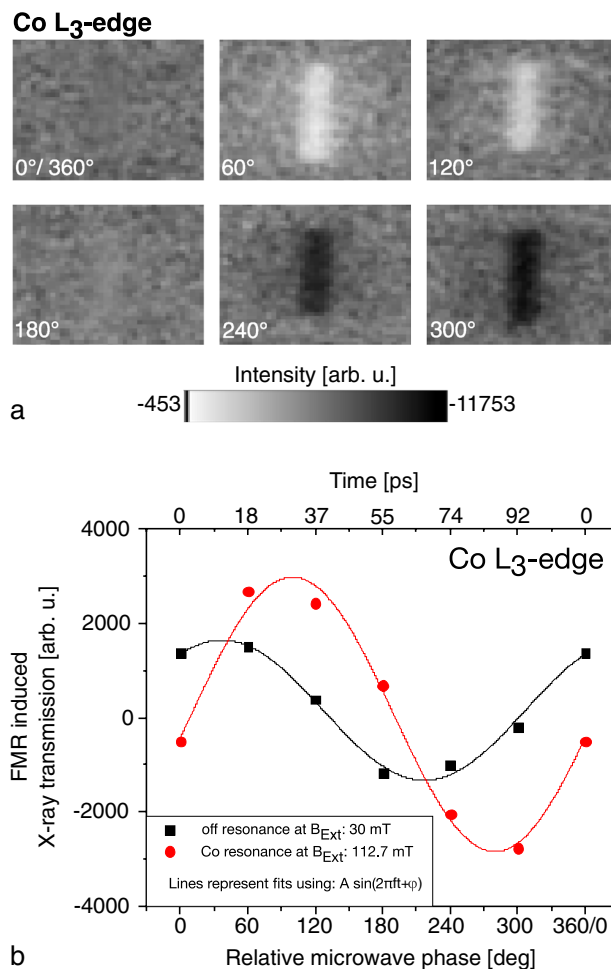 Co L3-edge
0°/ 360°
60°
120°
180°
240°
300°
Intensity [arb. u.]
-453
-11753
a
Time [ps]
0 18 37 55 74 92 0
Co L3-edge
4000
2000
0
-2000
-4000
FMR induced
X-ray transmission [arb. u.]
off resonance at BExt: 30 mT
Co resonance at BExt: 112.7 mT
Lines represent fits using: A sin(2πft+φ)
0 60 120 180 240 300 360/0
b
Relative microwave phase [deg]